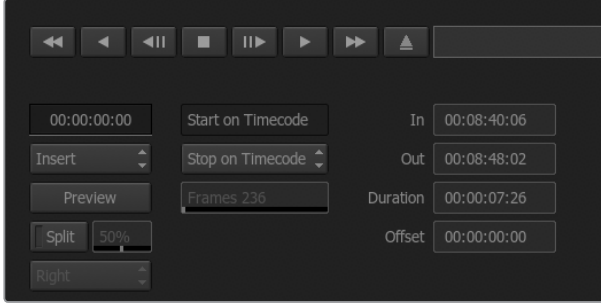 00:00:00:00 Start on Timecode In 00:08:40:06
Insert Stop on Timecode Out 00:08:48:02
Preview Frames 236 Duration 00:00:07:26
Split 50% Offset 00:00:00:00
Right